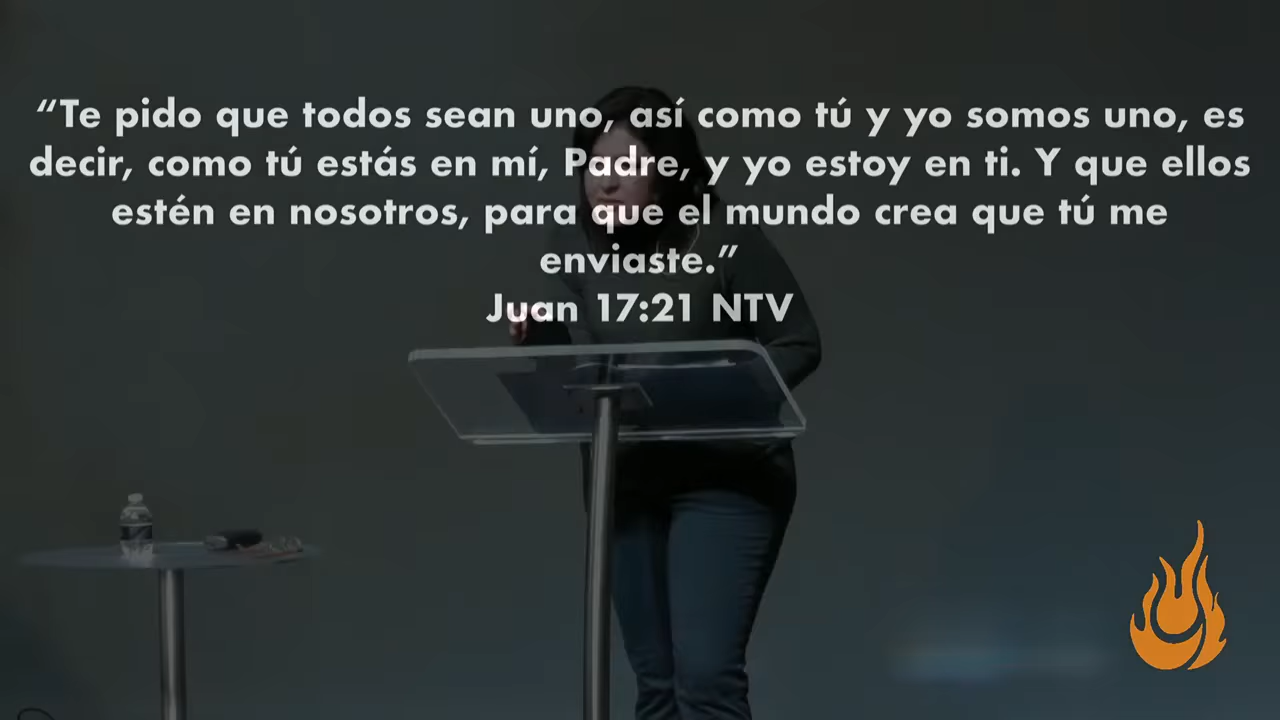 “Te pido que todos sean uno, así como tú y yo somos uno, es
decir, como tú estás en mí, Padre, y yo estoy en ti. Y que ellos
estén en nosotros, para que el mundo crea que tú me
enviaste.”
Juan 17:21 NTV